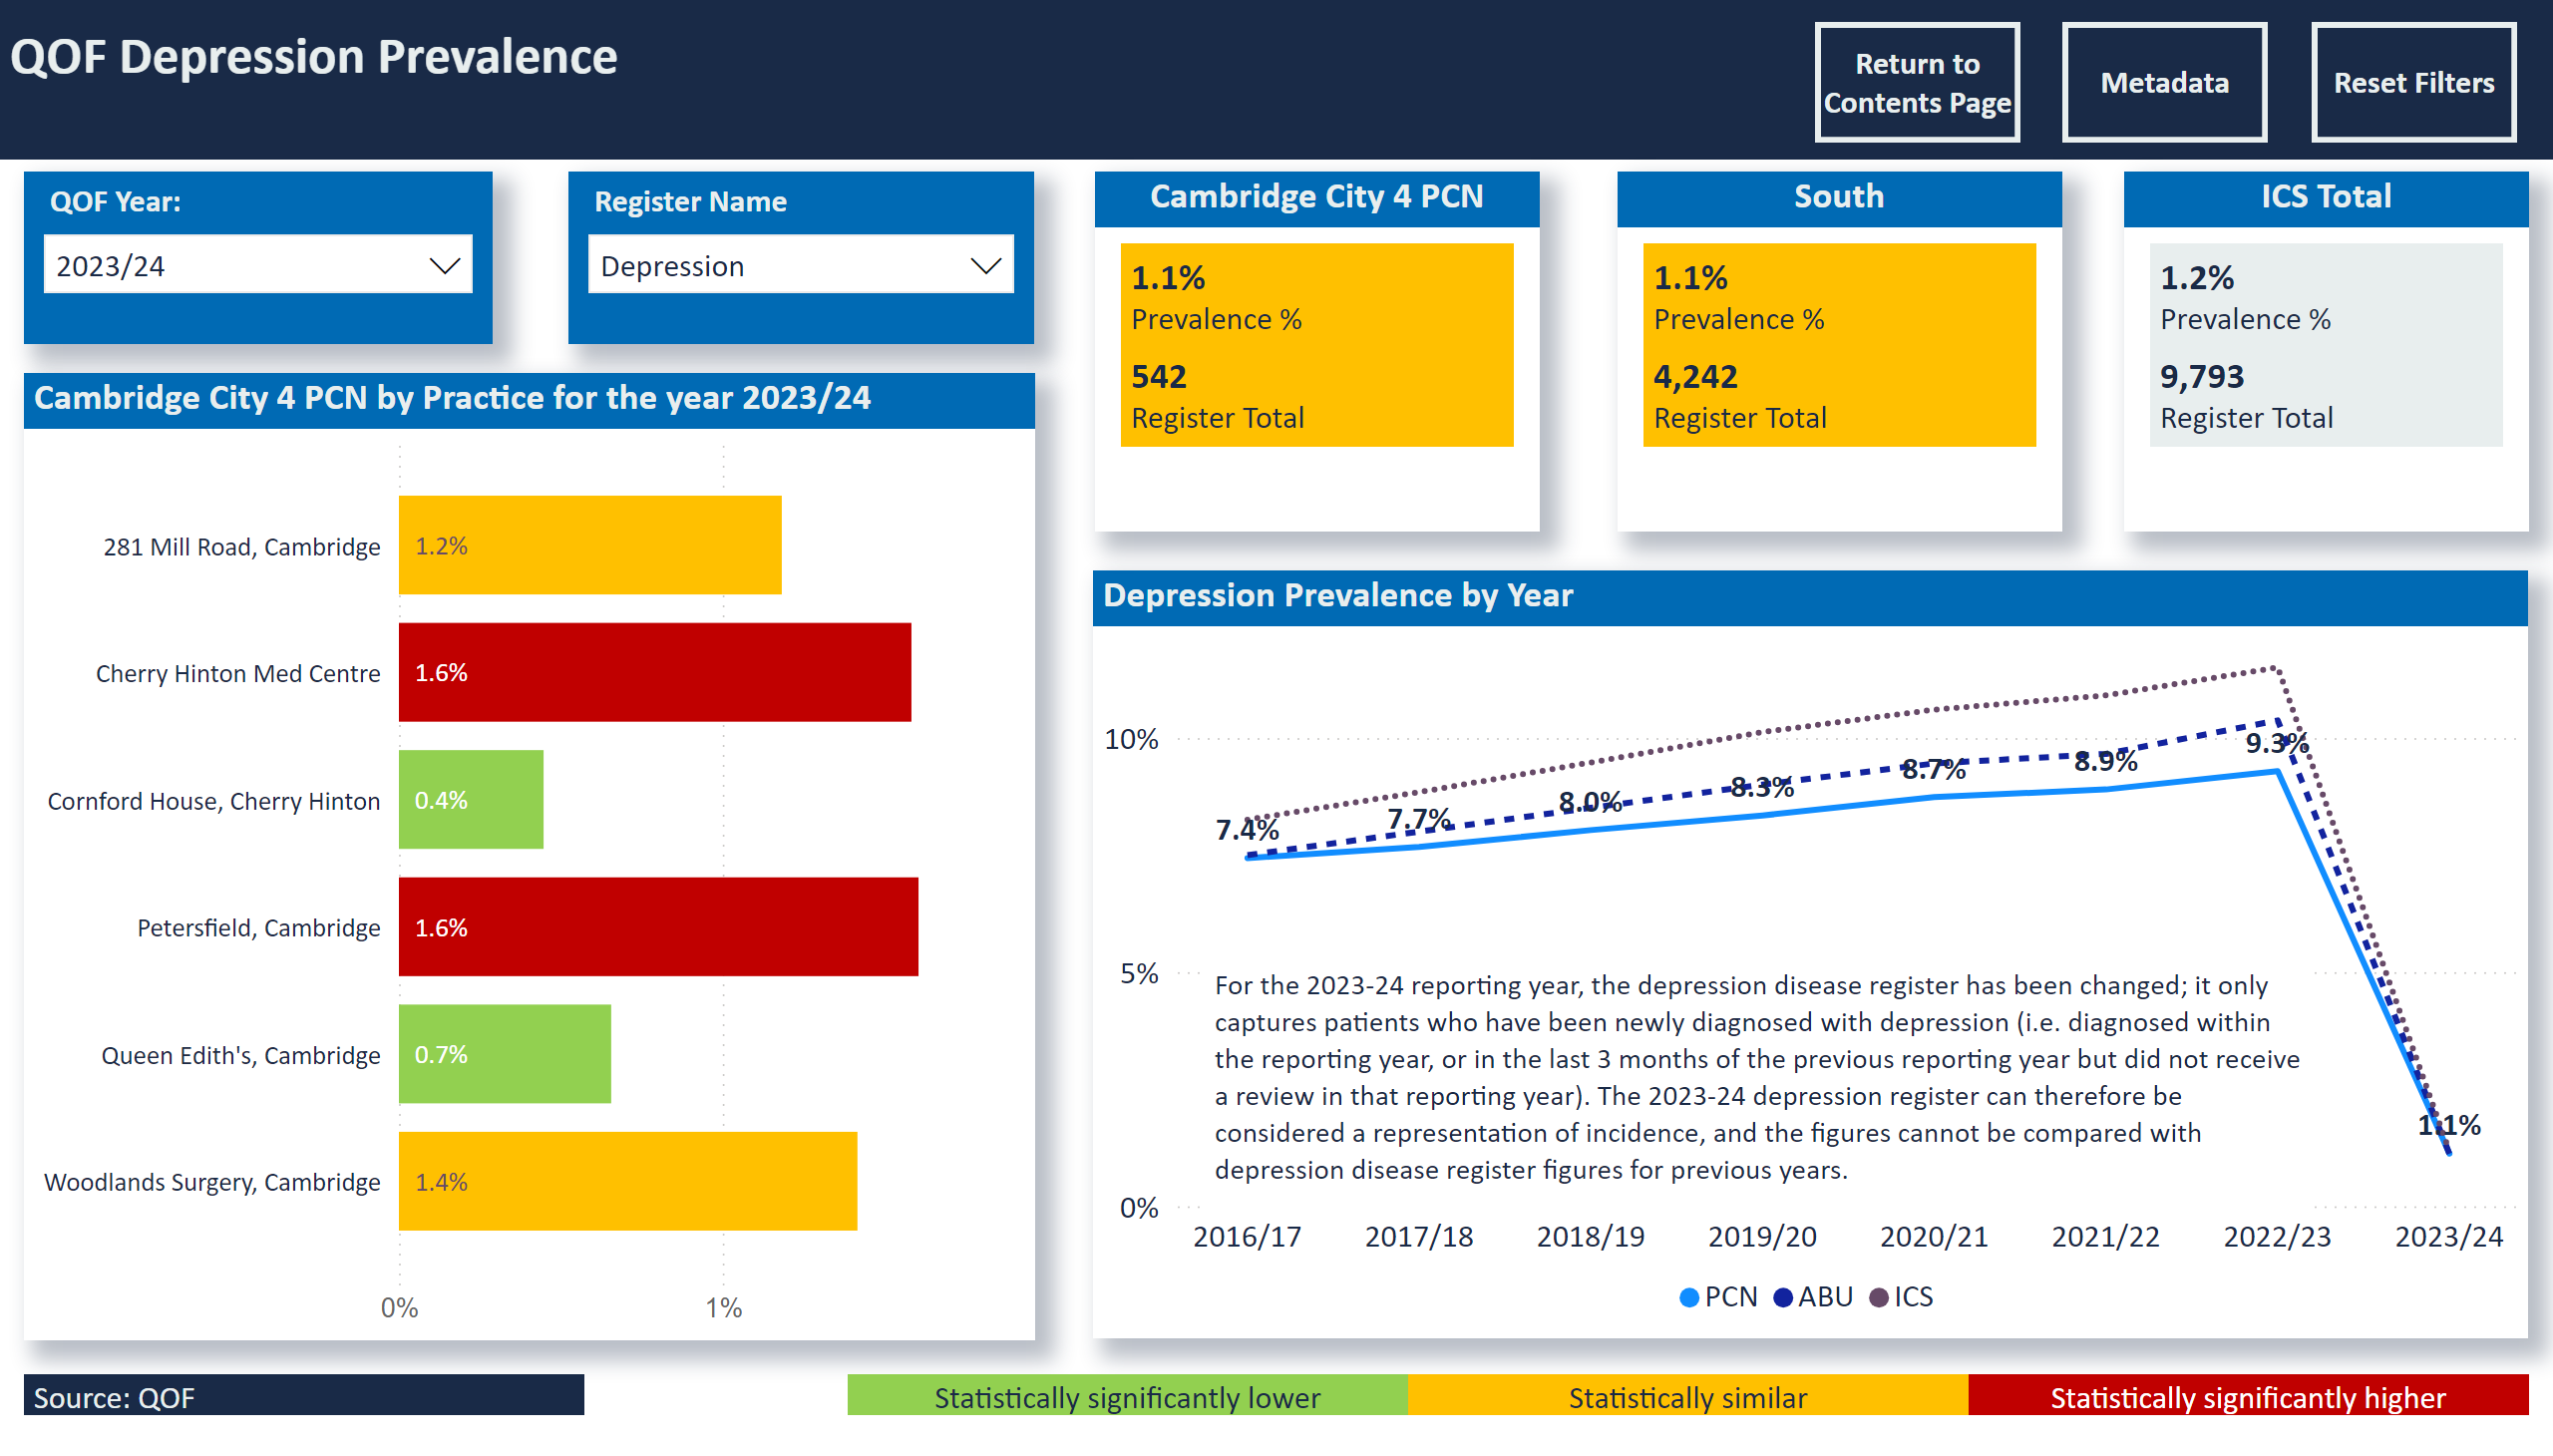 QOF Depression Prevalence
Return to
Contents Page
Metadata
Reset Filters
QOF Year:
2023/24
Register Name
Depression
Cambridge City 4 PCN
1.1%
Prevalence %
542
Register Total
South
1.1%
Prevalence %
4,242
Register Total
ICS Total
1.2%
Prevalence %
9,793
Register Total
Cambridge City 4 PCN by Practice for the year 2023/24
281 Mill Road, Cambridge
1.2%
Cherry Hinton Med Centre
1.6%
Cornford House, Cherry Hinton
0.4%
Petersfield, Cambridge
1.6%
Queen Edith's, Cambridge
0.7%
Woodlands Surgery, Cambridge
1.4%
0%
1%
Depression Prevalence by Year
10%
5%
0%
7.4%
7.7%
8.0%
8.3%
8.7%
8.9%
9.3%
1.1%
For the 2023-24 reporting year, the depression disease register has been changed; it only
captures patients who have been newly diagnosed with depression (i.e. diagnosed within
the reporting year, or in the last 3 months of the previous reporting year but did not receive
a review in that reporting year). The 2023-24 depression register can therefore be
considered a representation of incidence, and the figures cannot be compared with
depression disease register figures for previous years.
2016/17
2017/18
2018/19
2019/20
2020/21
2021/22
2022/23
2023/24
PCN
ABU
ICS
Source: QOF
Statistically significantly lower
Statistically similar
Statistically significantly higher